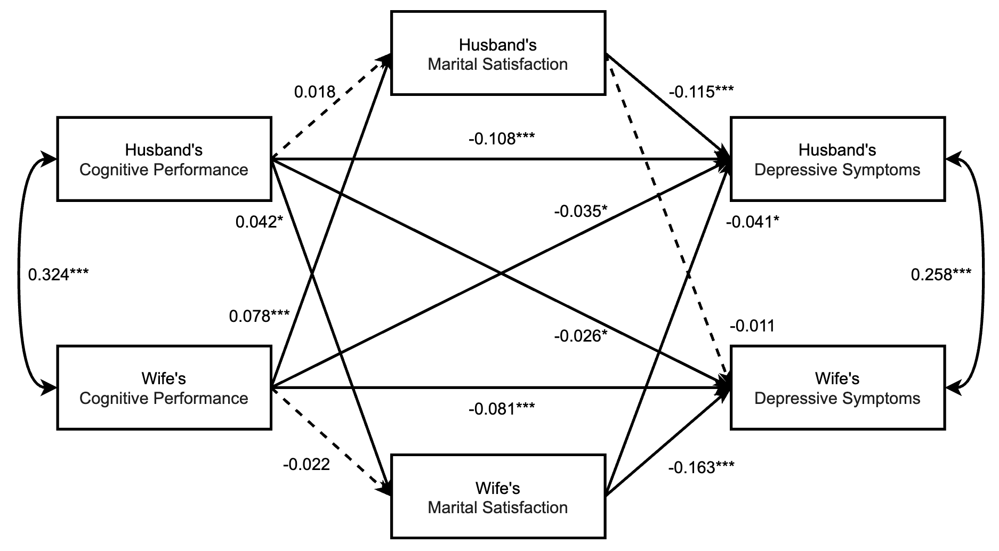 Husband's
Marital Satisfaction
0.018
-0.115***
Husband's
Cognitive Performance
-0.108***
Husband's
Depressive Symptoms
0.042*
-0.035*
-0.041*
0.324***
0.258***
0.078***
-0.026*
-0.011
Wife's
Cognitive Performance
-0.081***
Wife's
Depressive Symptoms
-0.022
-0.163***
Wife's
Marital Satisfaction